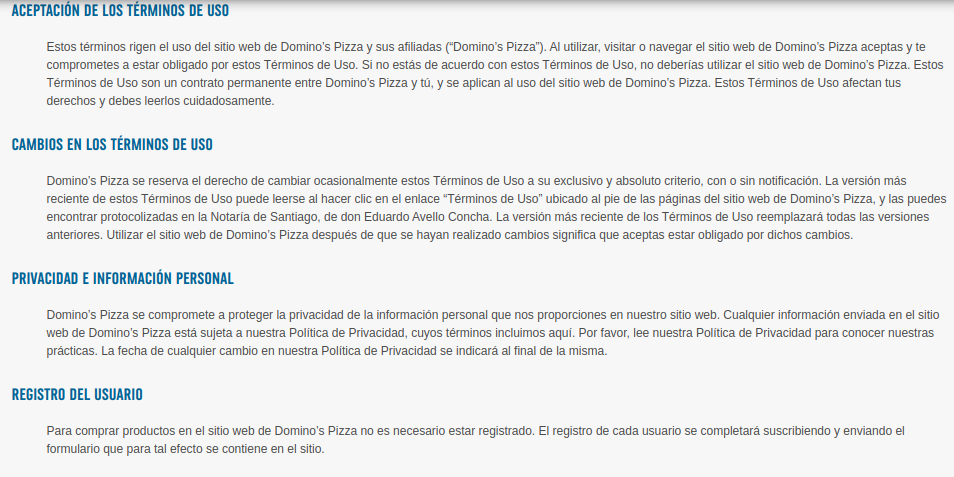 ACEPTACIÓN DE LOS TÉRMINOS DE USO
Estos términos rigen el uso del sitio web de Domino’s Pizza y sus afiliadas (“Domino’s Pizza”). Al utilizar, visitar o navegar el sitio web de Domino’s Pizza aceptas y te
comprometes a estar obligado por estos Términos de Uso. Si no estás de acuerdo con estos Términos de Uso, no deberías utilizar el sitio web de Domino’s Pizza. Estos
Términos de Uso son un contrato permanente entre Domino’s Pizza y tú, y se aplican al uso del sitio web de Domino’s Pizza. Estos Términos de Uso afectan tus
derechos y debes leerlos cuidadosamente.
CAMBIOS EN LOS TÉRMINOS DE USO
Domino’s Pizza se reserva el derecho de cambiar ocasionalmente estos Términos de Uso a su exclusivo y absoluto criterio, con o sin notificación. La versión más
reciente de estos Términos de Uso puede leerse al hacer clic en el enlace “Términos de Uso” ubicado al pie de las páginas del sitio web de Domino’s Pizza, y las puedes
encontrar protocolizadas en la Notaría de Santiago, de don Eduardo Avello Concha. La versión más reciente de los Términos de Uso reemplazará todas las versiones
anteriores. Utilizar el sitio web de Domino’s Pizza después de que se hayan realizado cambios significa que aceptas estar obligado por dichos cambios.
PRIVACIDAD E INFORMACIÓN PERSONAL
Domino’s Pizza se compromete a proteger la privacidad de la información personal que nos proporciones en nuestro sitio web. Cualquier información enviada en el sitio
web de Domino’s Pizza está sujeta a nuestra Política de Privacidad, cuyos términos incluimos aquí. Por favor, lee nuestra Política de Privacidad para conocer nuestras
prácticas. La fecha de cualquier cambio en nuestra Política de Privacidad se indicará al final de la misma.
REGISTRO DEL USUARIO
Para comprar productos en el sitio web de Domino’s Pizza no es necesario estar registrado. El registro de cada usuario se completará suscribiendo y enviando el
formulario que para tal efecto se contiene en el sitio.